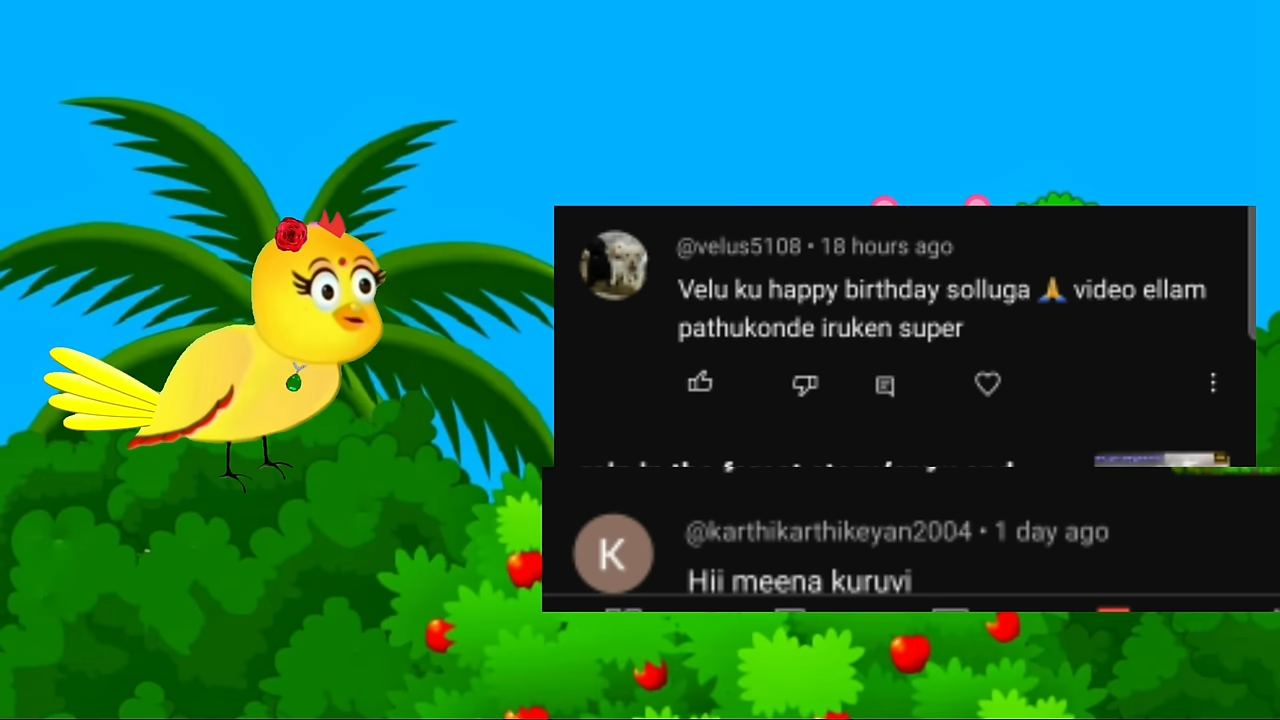 @velus5108 • 18 hours ago
Velu ku happy birthday solluga 🙏 video ellam
pathukonde iruken super
K
@karthikarthikeyan2004 • 1 day ago
Hii meena kuruvi